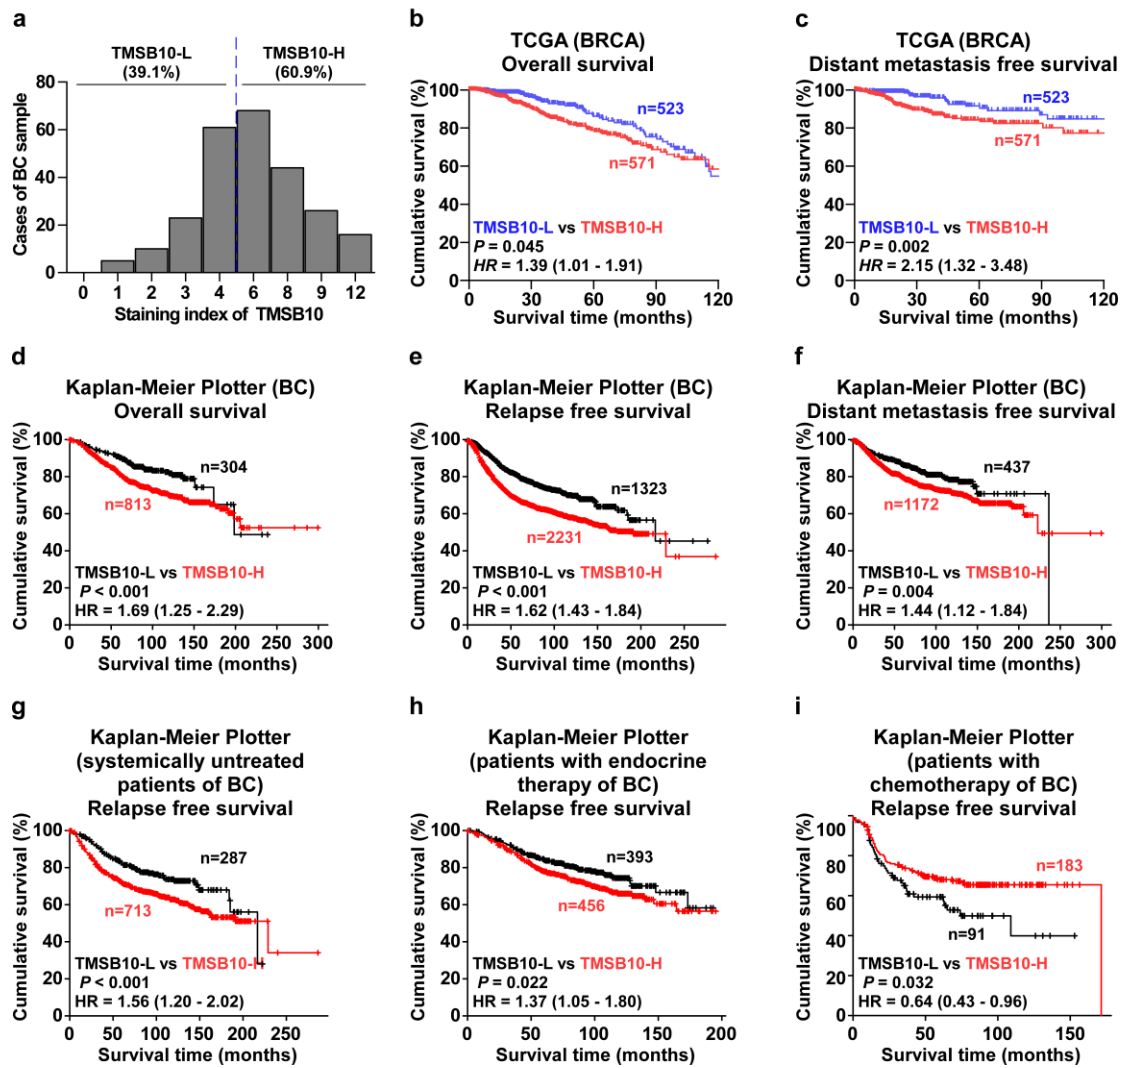 a
TMSB10-L
(39.1%)
TMSB10-H
(60.9%)
Cases of BC sample
80
60
40
20
0
0 1 2 3 4 6 8 9 12
Staining index of TMSB10
b
TCGA (BRCA)
Overall survival
Cumulative survival (%)
100
80
60
40
20
0
n=523
n=571
TMSB10-L vs TMSB10-H
P = 0.045
HR = 1.39 (1.01 - 1.91)
0 30 60 90 120
Survival time (months)
c
TCGA (BRCA)
Distant metastasis free survival
Cumulative survival (%)
100
80
60
40
20
0
n=523
n=571
TMSB10-L vs TMSB10-H
P = 0.002
HR = 2.15 (1.32 - 3.48)
0 30 60 90 120
Survival time (months)
d
Kaplan-Meier Plotter (BC)
Overall survival
Cumulative survival (%)
100
80
60
40
20
0
n=304
n=813
TMSB10-L vs TMSB10-H
P < 0.001
HR = 1.69 (1.25 - 2.29)
0 50 100 150 200 250 300
Survival time (months)
e
Kaplan-Meier Plotter (BC)
Relapse free survival
Cumulative survival (%)
100
80
60
40
20
0
n=1323
n=2231
TMSB10-L vs TMSB10-H
P < 0.001
HR = 1.62 (1.43 - 1.84)
0 50 100 150 200 250
Survival time (months)
f
Kaplan-Meier Plotter (BC)
Distant metastasis free survival
Cumulative survival (%)
100
80
60
40
20
0
n=437
n=1172
TMSB10-L vs TMSB10-H
P = 0.004
HR = 1.44 (1.12 - 1.84)
0 50 100 150 200 250 300
Survival time (months)
g
Kaplan-Meier Plotter
(systemically untreated
patients of BC)
Relapse free survival
Cumulative survival (%)
100
80
60
40
20
0
n=287
n=713
TMSB10-L vs TMSB10-I
P < 0.001
HR = 1.56 (1.20 - 2.02)
0 50 100 150 200 250
Survival time (months)
h
Kaplan-Meier Plotter
(patients with endocrine
therapy of BC)
Relapse free survival
Cumulative survival (%)
100
80
60
40
20
0
n=393
n=456
TMSB10-L vs TMSB10-H
P = 0.022
HR = 1.37 (1.05 - 1.80)
0 50 100 150 200
Survival time (months)
i
Kaplan-Meier Plotter
(patients with
chemotherapy of BC)
Relapse free survival
Cumulative survival (%)
100
80
60
40
20
0
n=183
n=91
TMSB10-L vs TMSB10-H
P = 0.032
HR = 0.64 (0.43 - 0.96)
0 50 100 150
Survival time (months)